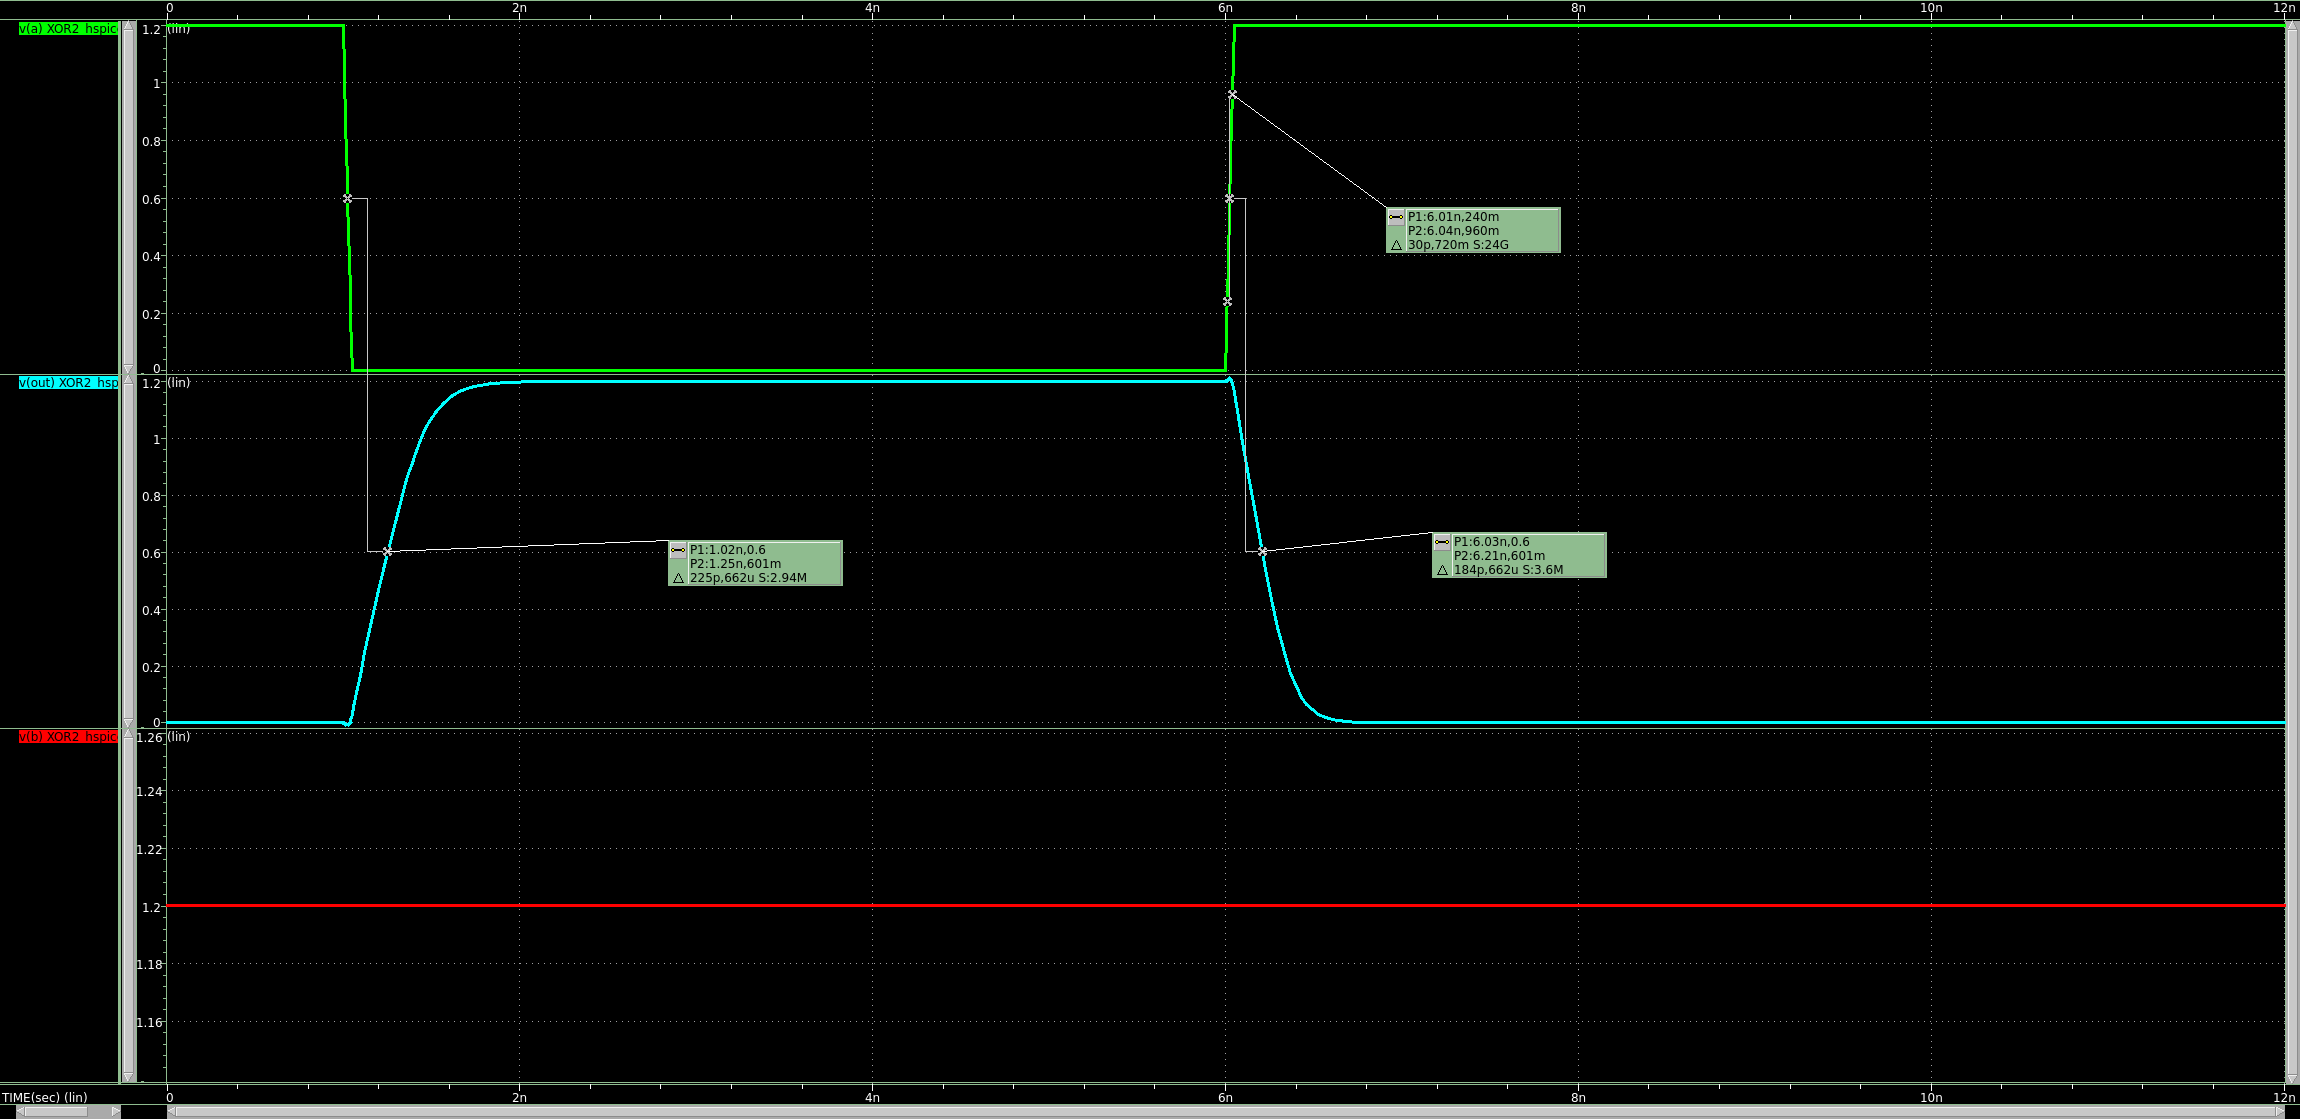 0 2n 4n 6n 8n 10n 12n
v(a) XOR2_hspic
1.2 (lin)
1
0.8
0.6
0.4
0.2
0
P1:6.01n,240m
P2:6.04n,960m
30p,720m S:24G
v(out) XOR2_hsp
1.2 (lin)
1
0.8
0.6
0.4
0.2
0
P1:1.02n,0.6
P2:1.25n,601m
225p,662u S:2.94M
P1:6.03n,0.6
P2:6.21n,601m
184p,662u S:3.6M
v(b) XOR2_hspic
1.26 (lin)
1.24
1.22
1.2
1.18
1.16
TIME(sec) (lin) 0 2n 4n 6n 8n 10n 12n